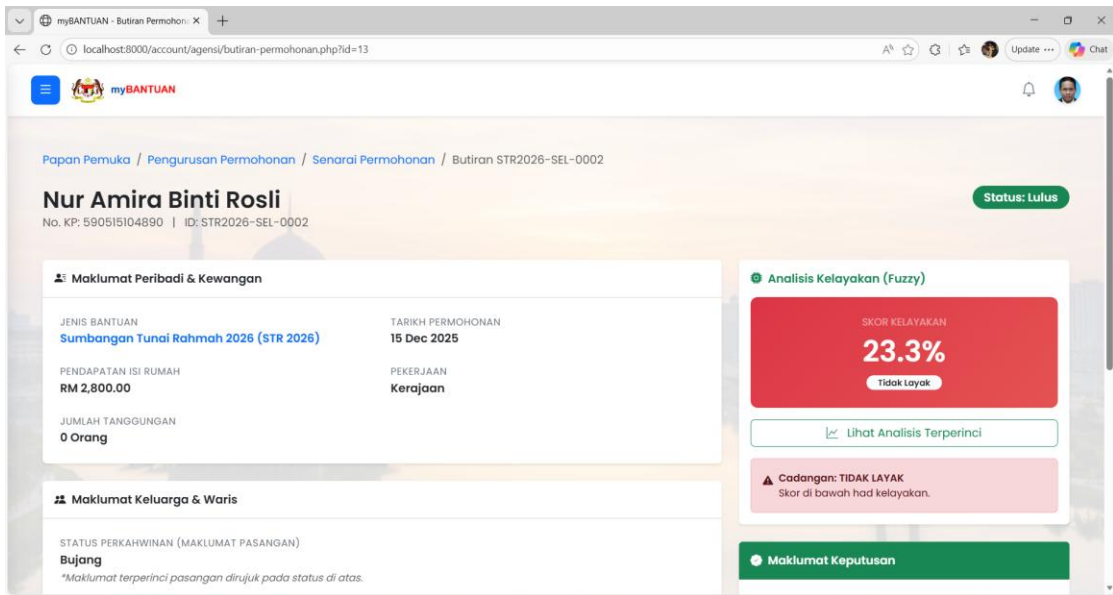 myBANTUAN - Butiran Permohon
localhost:8000/account/agensi/butiran-permohonan.php?id=13
Update
Chat
myBANTUAN
Papan Pemuka / Pengurusan Permohonan / Senarai Permohonan / Butiran STR2026-SEL-0002
Nur Amira Binti Rosli
Status: Lulus
No. KP: 590515104890 | ID: STR2026-SEL-0002
Maklumat Peribadi & Kewangan
JENIS BANTUAN
Sumbangan Tunai Rahmah 2026 (STR 2026)
TARIKH PERMOHONAN
15 Dec 2025
PENDAPATAN ISI RUMAH
RM 2,800.00
PEKERJAAN
Kerajaan
JUMLAH TANGGUNGAN
0 Orang
Maklumat Keluarga & Waris
STATUS PERKAHWINAN (MAKLUMAT PASANGAN)
Bujang
*Maklumat terperinci pasangan dirujuk pada status di atas.
Analisis Kelayakan (Fuzzy)
SKOR KELAYAKAN
23.3%
Tidak Layak
Lihat Analisis Terperinci
Cadangan: TIDAK LAYAK
Skor di bawah had kelayakan.
Maklumat Keputusan